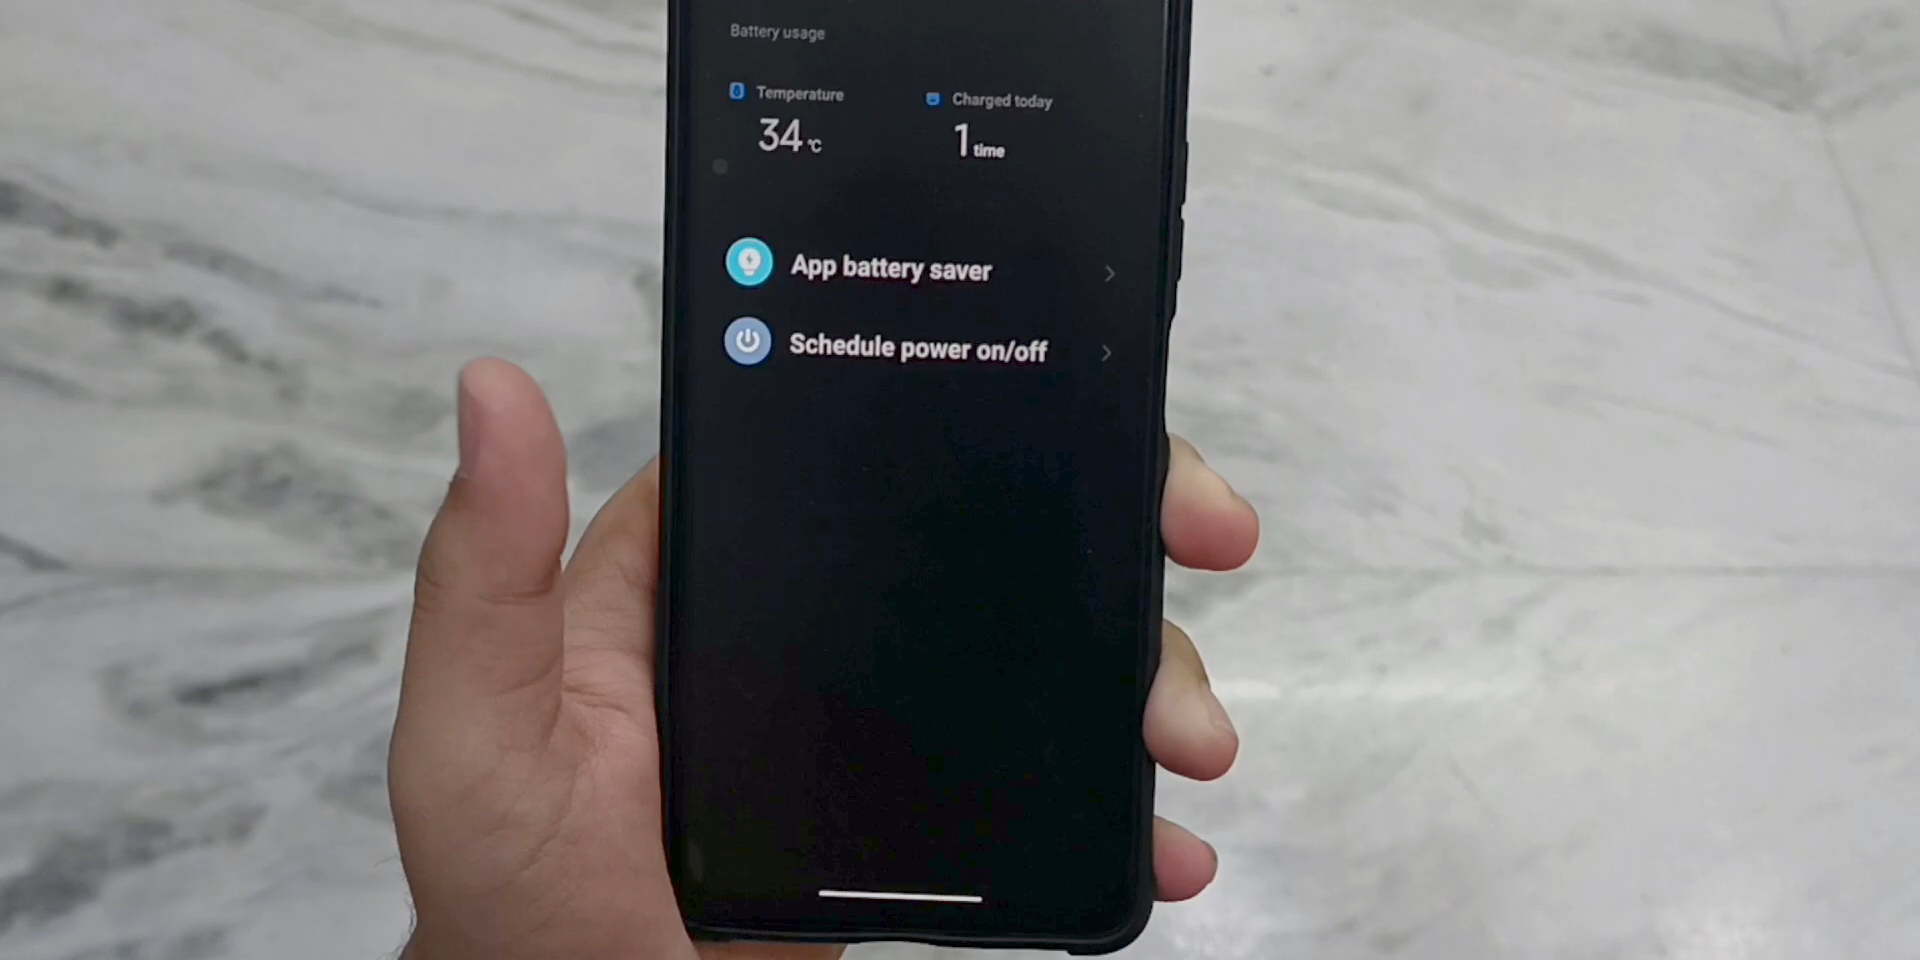 Battery usage
Temperature
Charged today
34 °C
1 time
App battery saver
Schedule power on/off